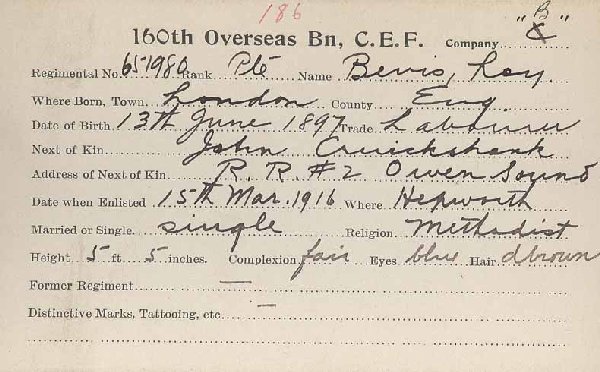 186
160th Overseas Bn, C.E.F. Company "B"
Regimental No. 651980 Rank Pte Name Bevis, Loy.
Where Born, Town London County Eng.
Date of Birth 13th June 1897 Trade Labourer
Next of Kin John Cruickshank
Address of Next of Kin R. R. #2 Owen Sound
Date when Enlisted 15th Mar. 1916 Where Hepworth
Married or Single single Religion Methodist
Height 5 ft 5 inches. Complexion fair Eyes blue Hair d brown
Former Regiment —
Distinctive Marks, Tattooing, etc —